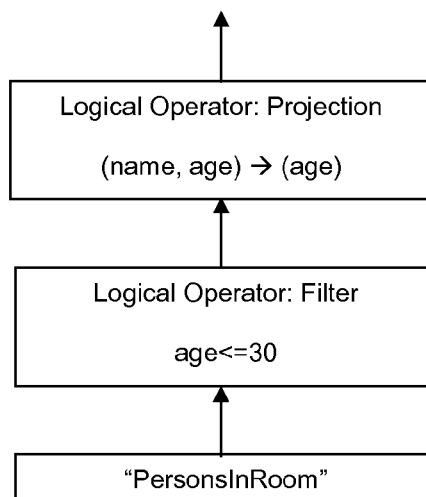 Logical Operator: Projection
(name, age) → (age)
Logical Operator: Filter
age<=30
“PersonsInRoom”